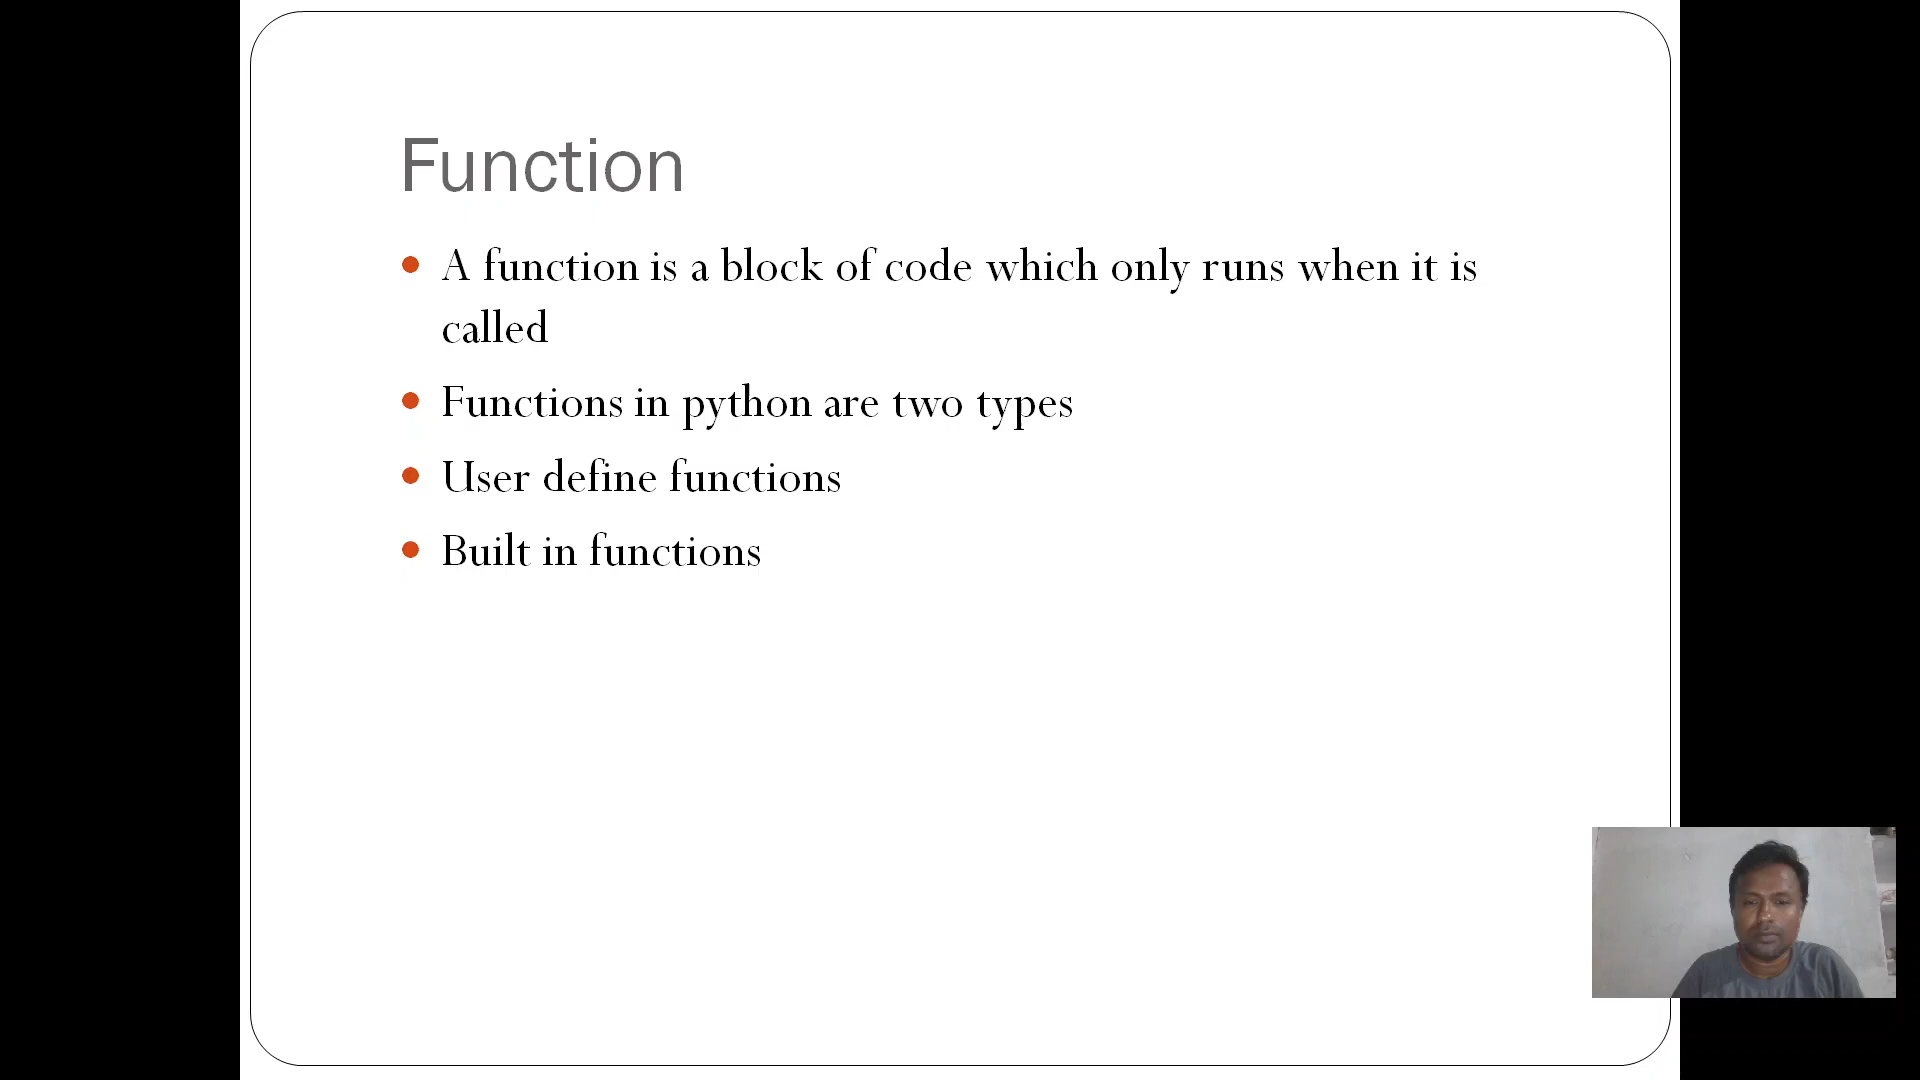 Function
A function is a block of code which only runs when it is
called
Functions in python are two types
User define functions
Built in functions